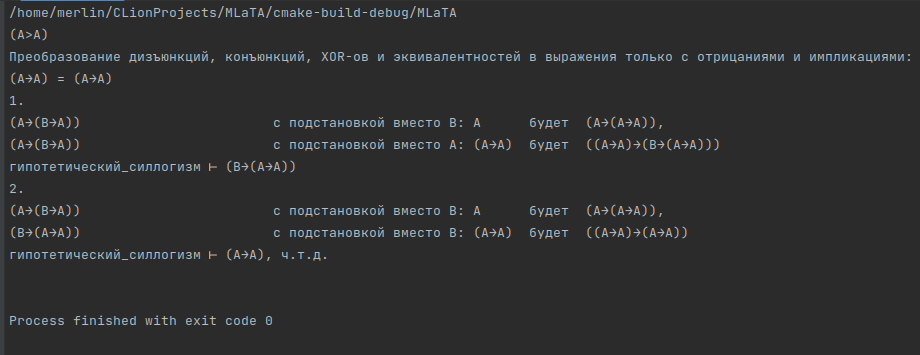 /home/merlin/CLionProjects/MLaTA/cmake-build-debug/MLaTA
(A>A)
Преобразование дизъюнкций, конъюнкций, XOR-ов и эквивалентностей в выражения только с отрицаниями и импликациями:
(A→A) = (A→A)
1.
(A→(B→A)) с подстановкой вместо B: A будет (A→(A→A)),
(A→(B→A)) с подстановкой вместо A: (A→A) будет ((A→A)→(B→(A→A)))
гипотетический_силлогизм ⊢ (B→(A→A))
2.
(A→(B→A)) с подстановкой вместо B: A будет (A→(A→A)),
(B→(A→A)) с подстановкой вместо B: (A→A) будет ((A→A)→(A→A))
гипотетический_силлогизм ⊢ (A→A), ч.т.д.
Process finished with exit code 0